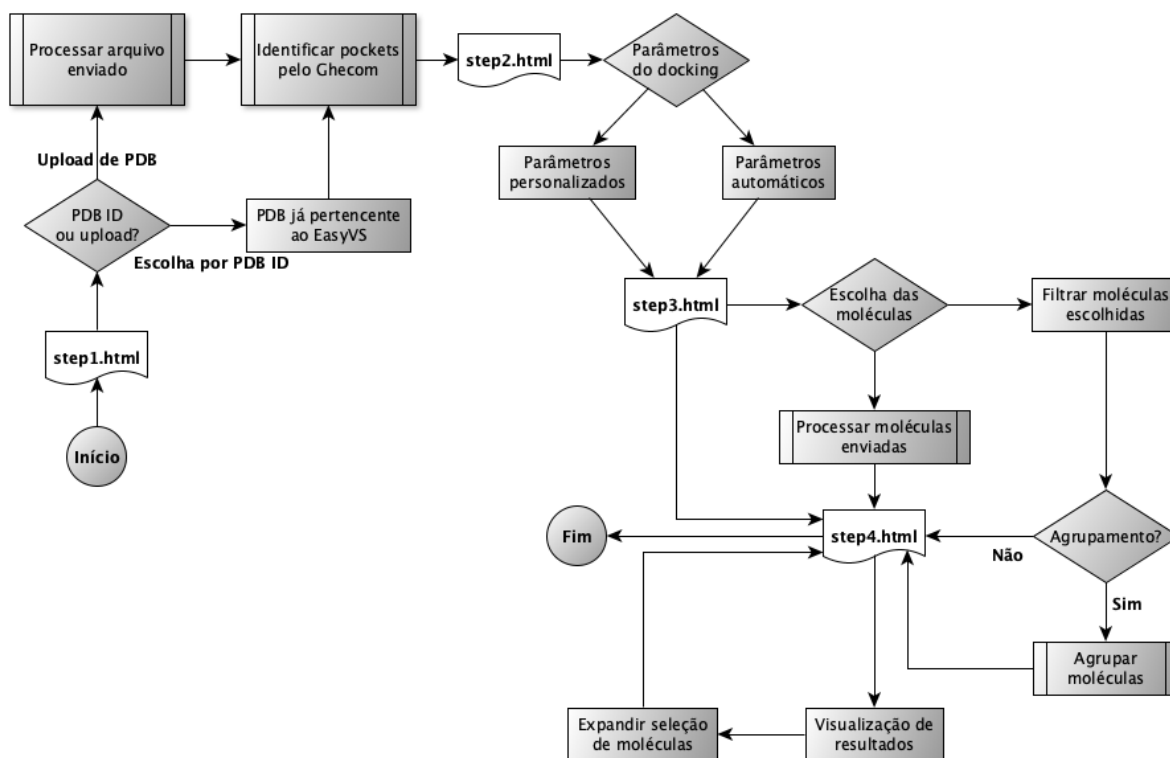 Processar arquivo
enviado
Identificar pockets
pelo Ghecom
step2.html
Parâmetros
do docking
Upload de PDB
Parâmetros
personalizados
Parâmetros
automáticos
PDB ID
ou upload?
PDB já pertencente
ao EasyVS
Escolha por PDB ID
step3.html
Escolha das
moléculas
Filtrar moléculas
escolhidas
step1.html
Processar moléculas
enviadas
Início
Fim
step4.html
Agrupamento?
Não
Sim
Agrupar
moléculas
Expandir seleção
de moléculas
Visualização de
resultados